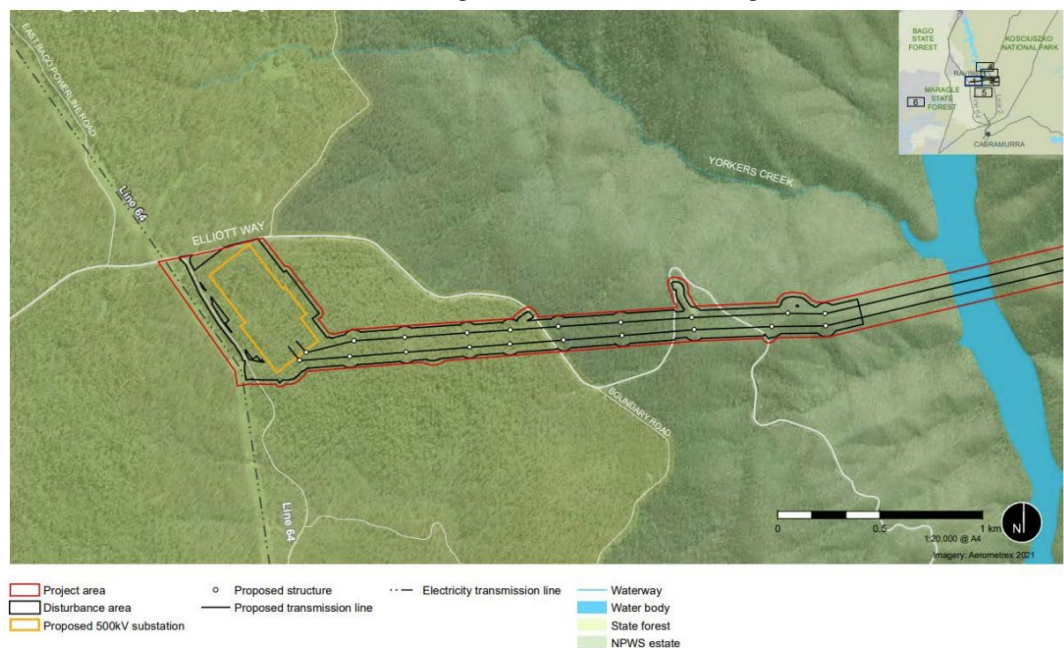 EAST BAGO POWERLINE ROAD
Line 64
ELLIOTT WAY
YORKERS CREEK
BOUNDARY ROAD
Line 64
BAGO
STATE
FOREST
KOSCIUSZKO
NATIONAL PARK
4
5
6
MARAGLE
STATE
FOREST
CABRAMURRA
0
0.5
1 km
1:20,000 @ A4
N
Imagery: Aerometrex 2021
Project area
Disturbance area
Proposed 500kV substation
Proposed structure
Proposed transmission line
Electricity transmission line
Waterway
Water body
State forest
NPWS estate